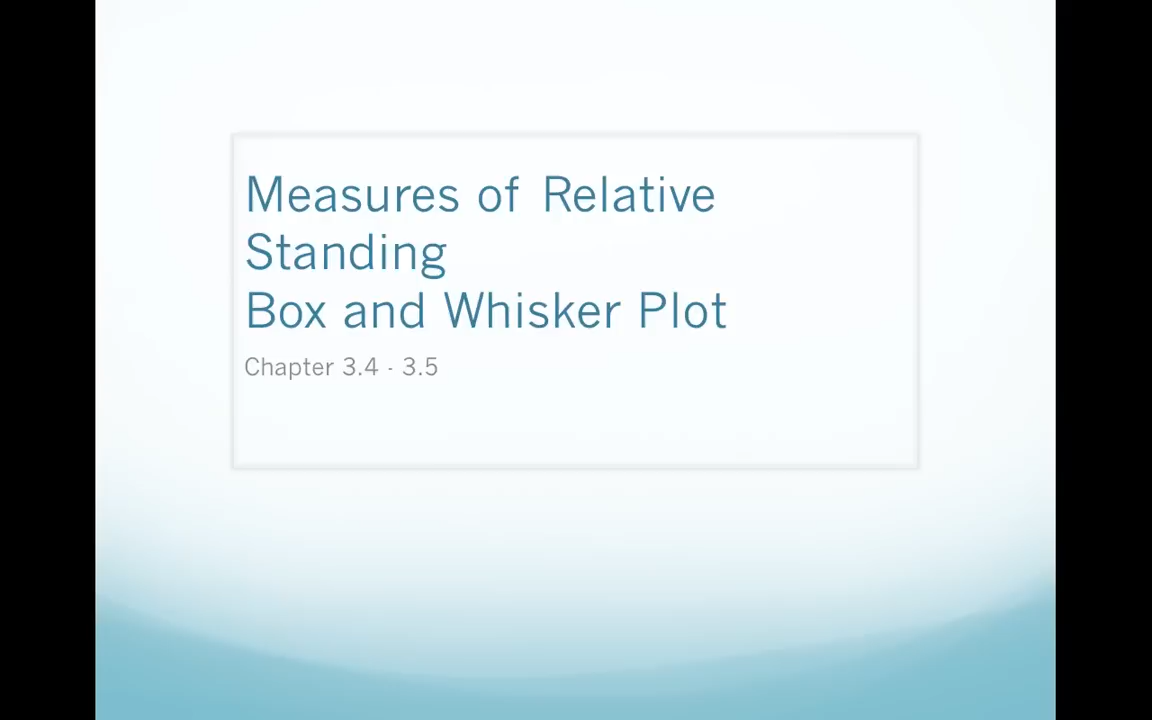 Measures of Relative
Standing
Box and Whisker Plot
Chapter 3.4 - 3.5